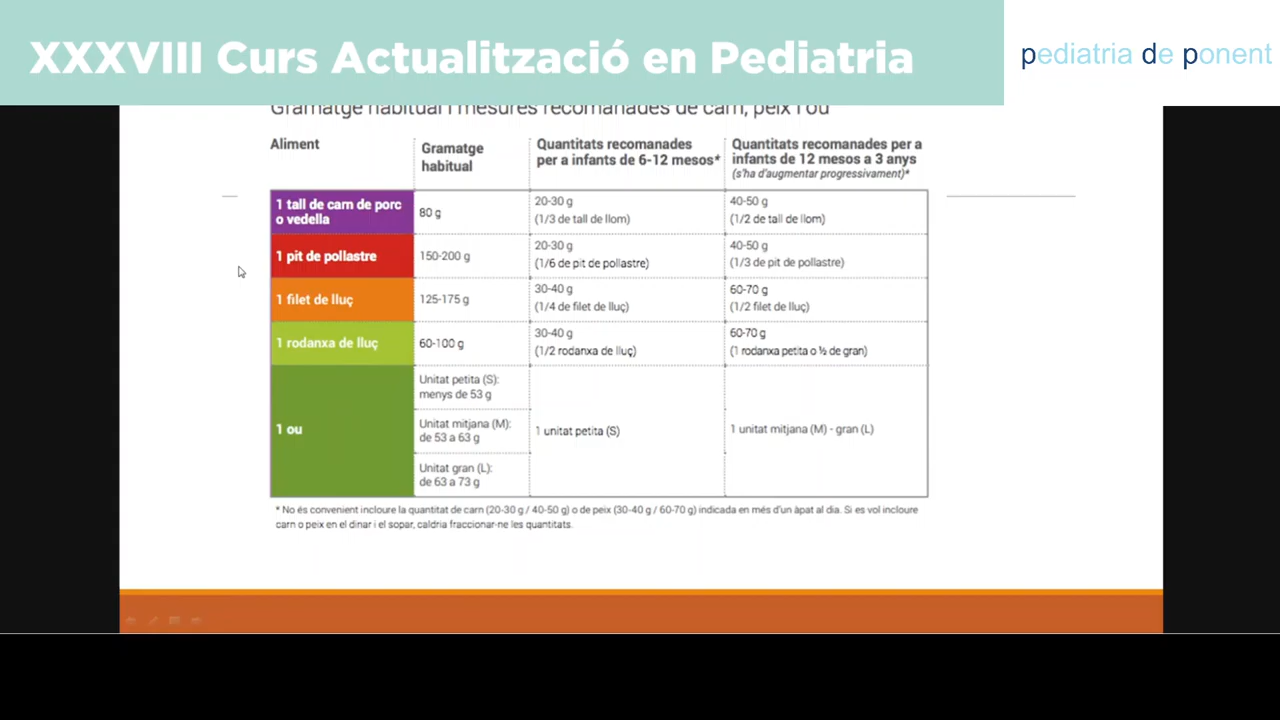 XXXVIII Curs Actualització en Pediatria
pediatria de ponent
Gramatge habitual i mesures recomanades de carn, peix i ou
Aliment
Gramatge
habitual
Quantitats recomanades
per a infants de 6-12 mesos*
Quantitats recomanades per a
infants de 12 mesos a 3 anys
(s'ha d'augmentar progressivament)*
1 tall de carn de porc
o vedella
80 g
20-30 g
(1/3 de tall de llom)
40-50 g
(1/2 de tall de llom)
1 pit de pollastre
150-200 g
20-30 g
(1/6 de pit de pollastre)
40-50 g
(1/3 de pit de pollastre)
1 filet de lluç
125-175 g
30-40 g
(1/4 de filet de lluç)
60-70 g
(1/2 filet de lluç)
1 rodanxa de lluç
60-100 g
30-40 g
(1/2 rodanxa de lluç)
60-70 g
(1 rodanxa petita o ½ de gran)
1 ou
Unitat petita (S):
menys de 53 g
Unitat mitjana (M):
de 53 a 63 g
Unitat gran (L):
de 63 a 73 g
1 unitat petita (S)
1 unitat mitjana (M) - gran (L)
* No és convenient incloure la quantitat de carn (20-30 g / 40-50 g) o de peix (30-40 g / 60-70 g) indicada en més d'un àpat al dia. Si es vol incloure
carn o peix en el dinar i el sopar, caldria fraccionar-ne les quantitats.